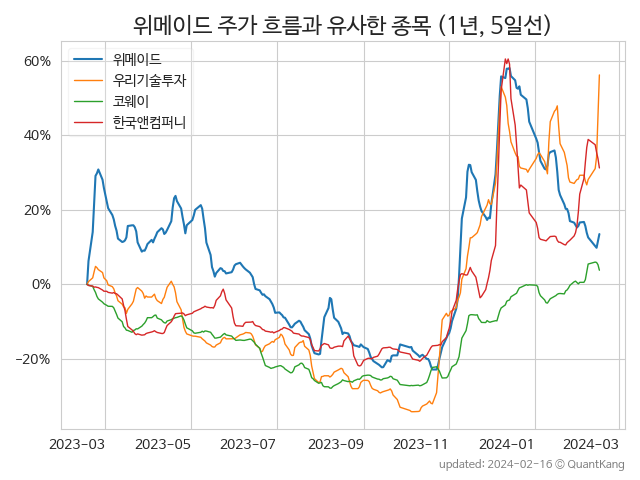 위메이드 주가 흐름과 유사한 종목 (1년, 5일선)
위메이드
우리기술투자
코웨이
한국앤컴퍼니
60%
40%
20%
0%
−20%
2023-03 2023-05 2023-07 2023-09 2023-11 2024-01 2024-03
updated: 2024-02-16 © QuantKang